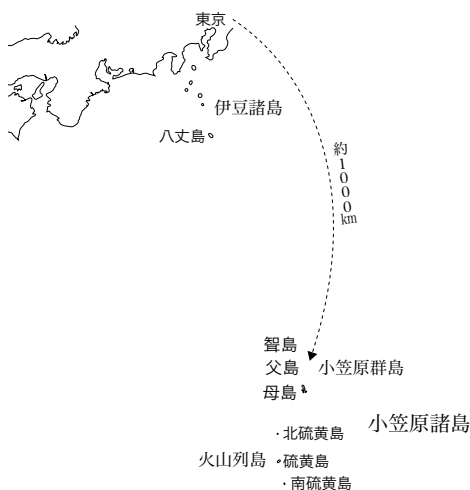 東京
伊豆諸島
八丈島
約1000km
聟島
父島
小笠原群島
母島
小笠原諸島
北硫黄島
火山列島
硫黄島
南硫黄島